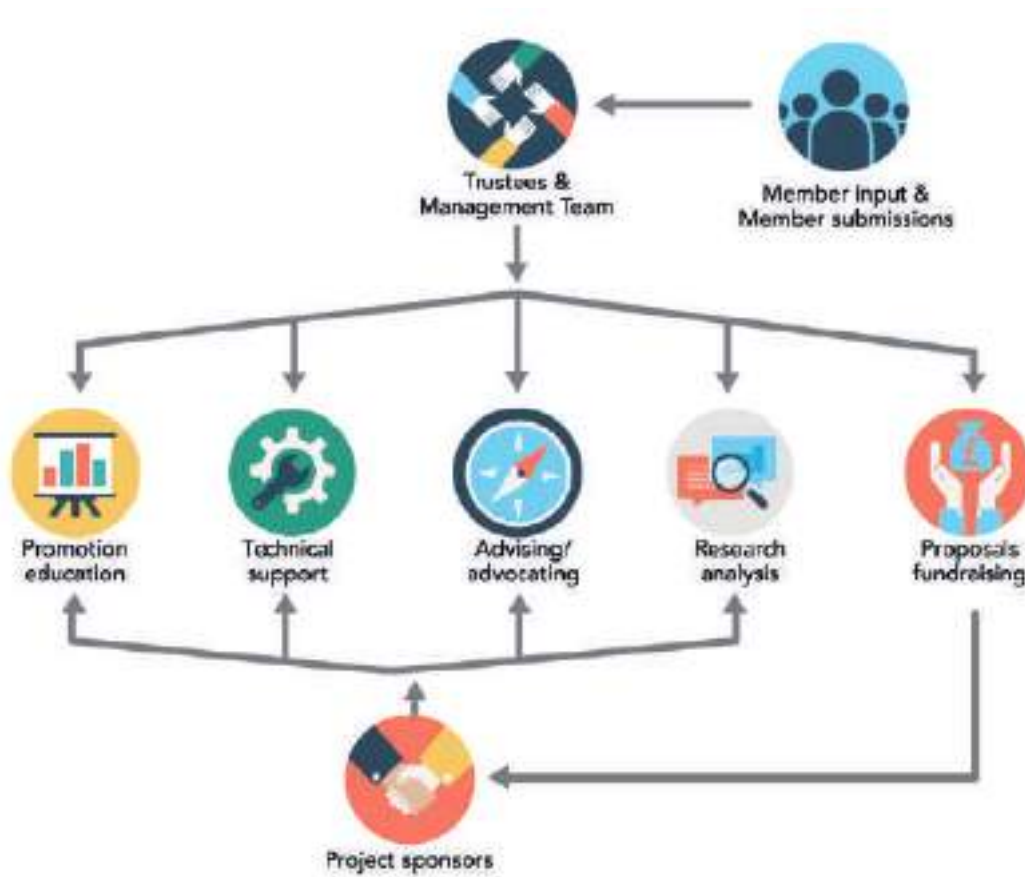 Trustees &
Management Team
Member input &
Member submissions
Promotion
education
Technical
support
Advising/
advocating
Research
analysis
Proposals
fundraising
Project sponsors